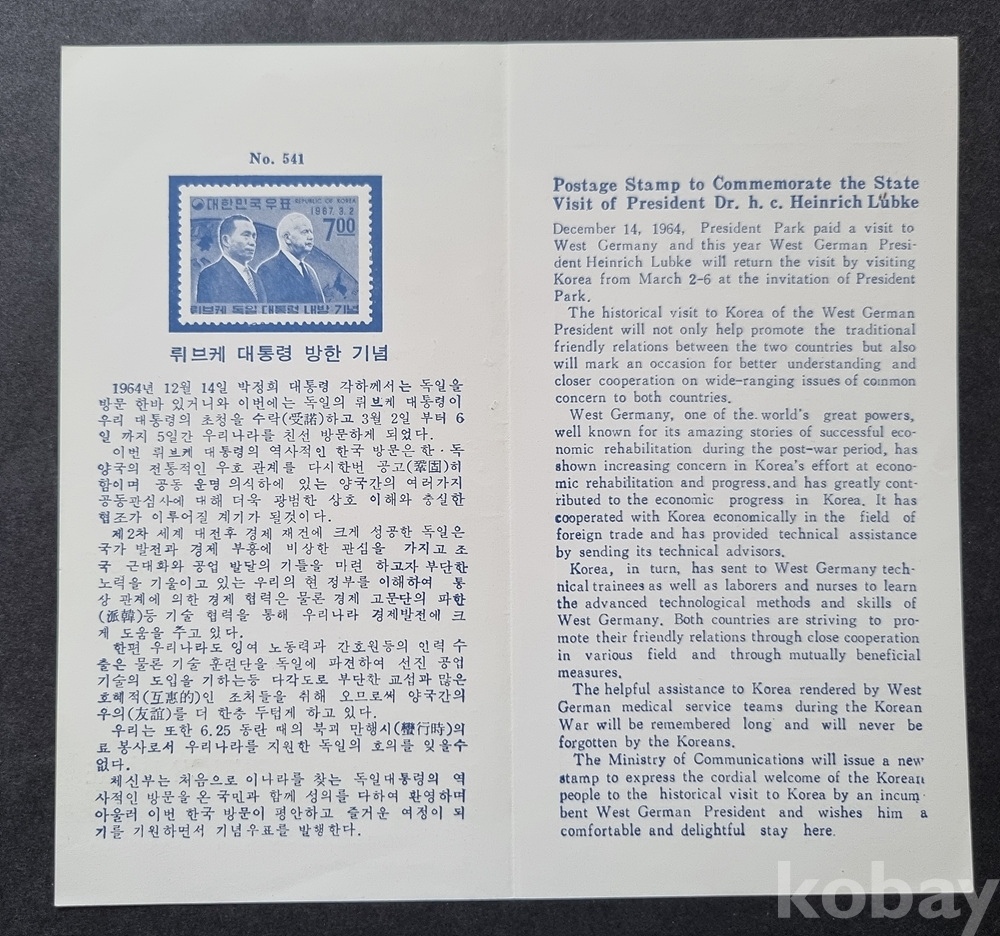 No. 541
대한민국우표
REPUBLIC OF KOREA
1967.3.2
700
뤼브케 독일 대통령 내방 기념
뤼브케 대통령 방한 기념
1964년 12월 14일 박정희 대통령 각하께서는 독일을
방문 한바 있거니와 이번에는 독일의 뤼브케 대통령이
우리 대통령의 초청을 수락(受諾)하고 3월 2일 부터 6
일 까지 5일간 우리나라를 친선 방문하게 되었다.
이번 뤼브케 대통령의 역사적인 한국 방문은 한·독
양국의 전통적인 우호 관계를 다시한번 공고(鞏固)히
함이며 공동 운명 의식하에 있는 양국간의 여러가지
공동관심사에 대해 더욱 광범한 상호 이해와 충실한
협조가 이루어질 계기가 될것이다.
제2차 세계 대전후 경제 재건에 크게 성공한 독일은
국가 발전과 경제 부흥에 비상한 관심을 가지고 조
국 근대화와 공업 발달의 기틀을 마련 하고자 부단한
노력을 기울이고 있는 우리의 현 정부를 이해하여 통
상 관계에 의한 경제 협력은 물론 경제 고문단의 파한
(派韓)등 기술 협력을 통해 우리나라 경제발전에 크
게 도움을 주고 있다.
한편 우리나라도 잉여 노동력과 간호원등의 인력 수
출은 물론 기술 훈련단을 독일에 파견하여 선진 공업
기술의 도입을 기하는등 다각도로 부단한 교섭과 많은
호혜적(互惠的)인 조처들을 취해 오므로써 양국간의
우의(友誼)를 더 한층 두텁게 하고 있다.
우리는 또한 6.25 동란 때의 북괴 만행시(蠻行時)의
료 봉사로서 우리나라를 지원한 독일의 호의를 잊을수
없다.
체신부는 처음으로 이나라를 찾는 독일대통령의 역
사적인 방문을 온 국민과 함께 성의를 다하여 환영하며
아울러 이번 한국 방문이 평안하고 즐거운 여정이 되
기를 기원하면서 기념우표를 발행한다.
Postage Stamp to Commemorate the State
Visit of President Dr. h. c. Heinrich Lübke
December 14, 1964, President Park paid a visit to
West Germany and this year West German Presi-
dent Heinrich Lubke will return the visit by visiting
Korea from March 2-6 at the invitation of President
Park.
The historical visit to Korea of the West German
President will not only help promote the traditional
friendly relations between the two countries but also
will mark an occasion for better understanding and
closer cooperation on wide-ranging issues of common
concern to both countries.
West Germany, one of the world's great powers,
well known for its amazing stories of successful eco-
nomic rehabilitation during the post-war period, has
shown increasing concern in Korea's effort at econo-
mic rehabilitation and progress.and has greatly cont-
ributed to the economic progress in Korea. It has
cooperated with Korea economically in the field of
foreign trade and has provided technical assistance
by sending its technical advisors.
Korea, in turn, has sent to West Germany tech-
nical trainees as well as laborers and nurses to learn
the advanced technological methods and skills of
West Germany. Both countries are striving to pro-
mote their friendly relations through close cooperation
in various field and through mutually beneficial
measures.
The helpful assistance to Korea rendered by West
German medical service teams during the Korean
War will be remembered long and will never be
forgotten by the Koreans.
The Ministry of Communications will issue a new
stamp to express the cordial welcome of the Korean
people to the historical visit to Korea by an incum-
bent West German President and wishes him a
comfortable and delightful stay here.
kobay